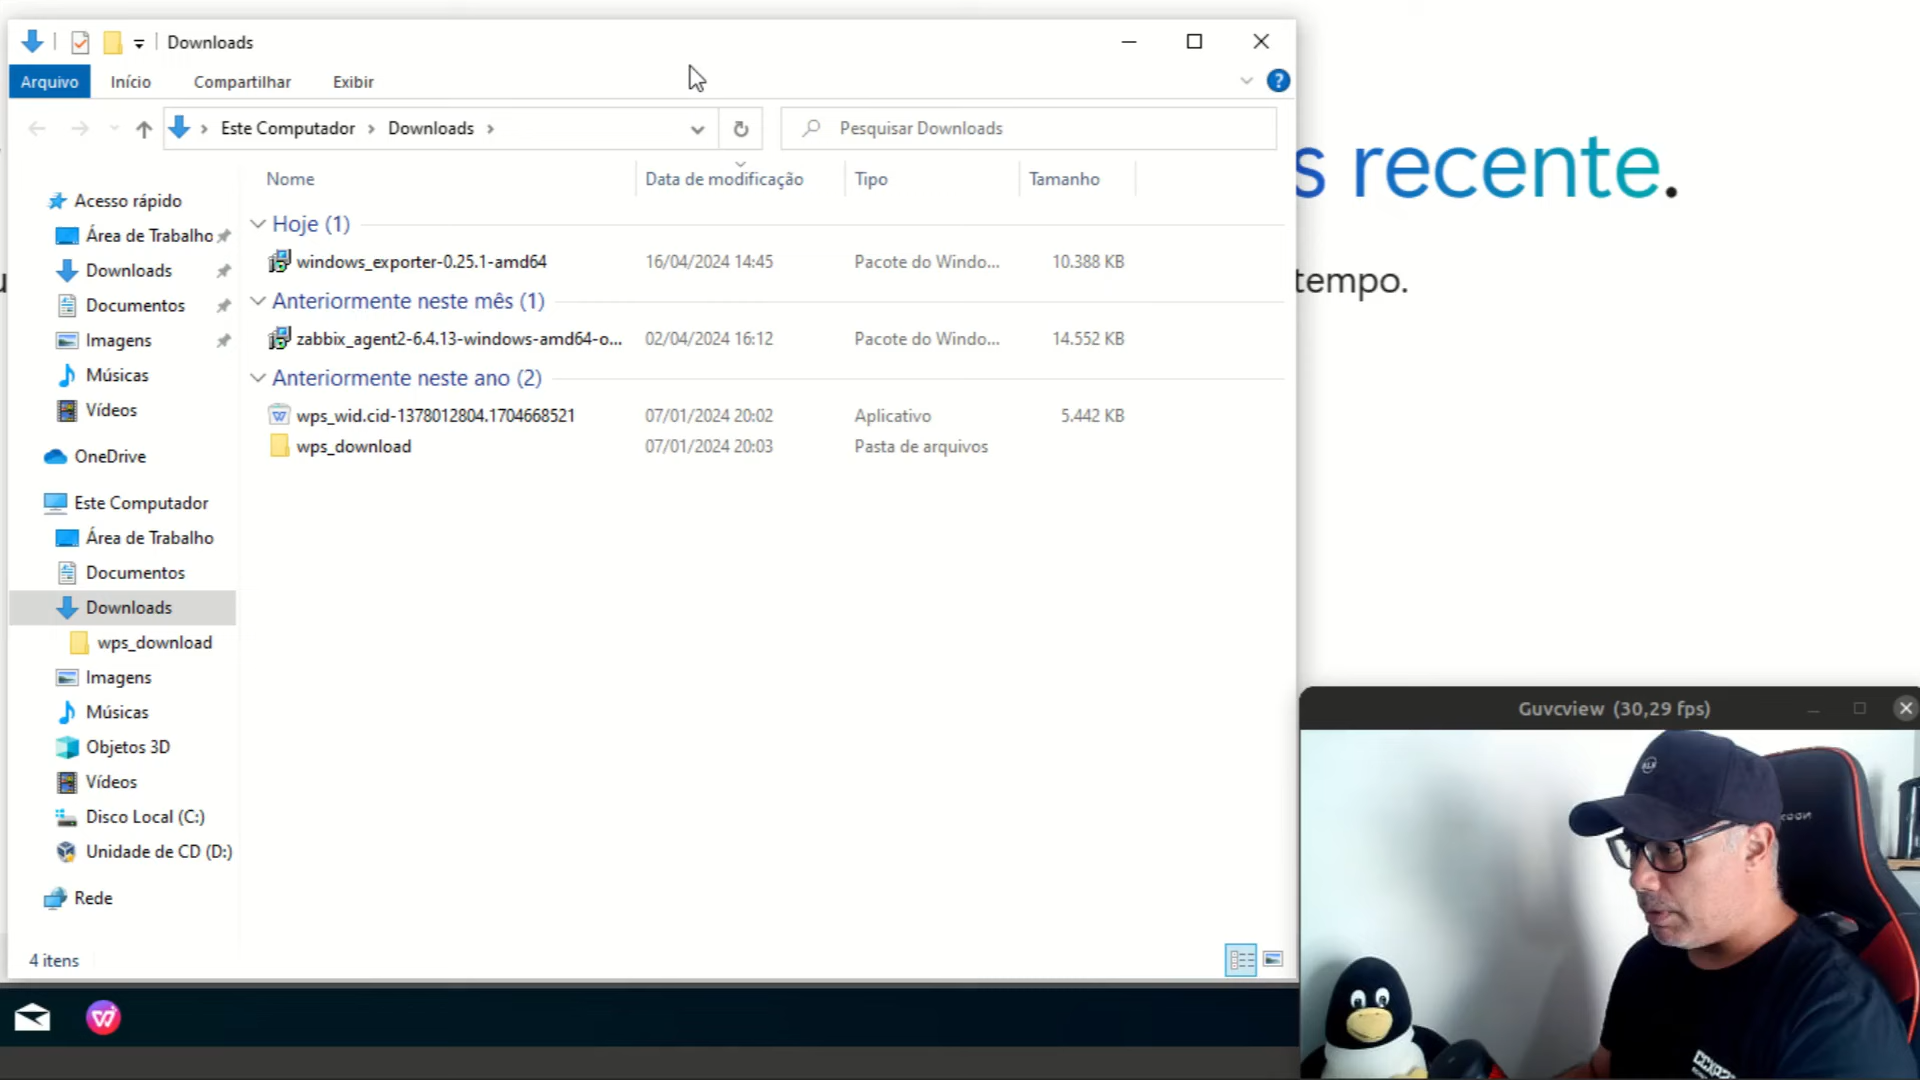 Downloads
Arquivo Início Compartilhar Exibir
Este Computador Downloads
Pesquisar Downloads
s recente.
tempo.
Nome Data de modificação Tipo Tamanho
Hoje (1)
windows_exporter-0.25.1-amd64 16/04/2024 14:45 Pacote do Windo... 10.388 KB
Anteriormente neste mês (1)
zabbix_agent2-6.4.13-windows-amd64-o... 02/04/2024 16:12 Pacote do Windo... 14.552 KB
Anteriormente neste ano (2)
wps_wid.cid-1378012804.1704668521 07/01/2024 20:02 Aplicativo 5.442 KB
wps_download 07/01/2024 20:03 Pasta de arquivos
Acesso rápido
Área de Trabalho
Downloads
Documentos
Imagens
Músicas
Vídeos
OneDrive
Este Computador
Área de Trabalho
Documentos
Downloads
wps_download
Imagens
Músicas
Objetos 3D
Vídeos
Disco Local (C:)
Unidade de CD (D:)
Rede
4 itens
Guvcview (30,29 fps)